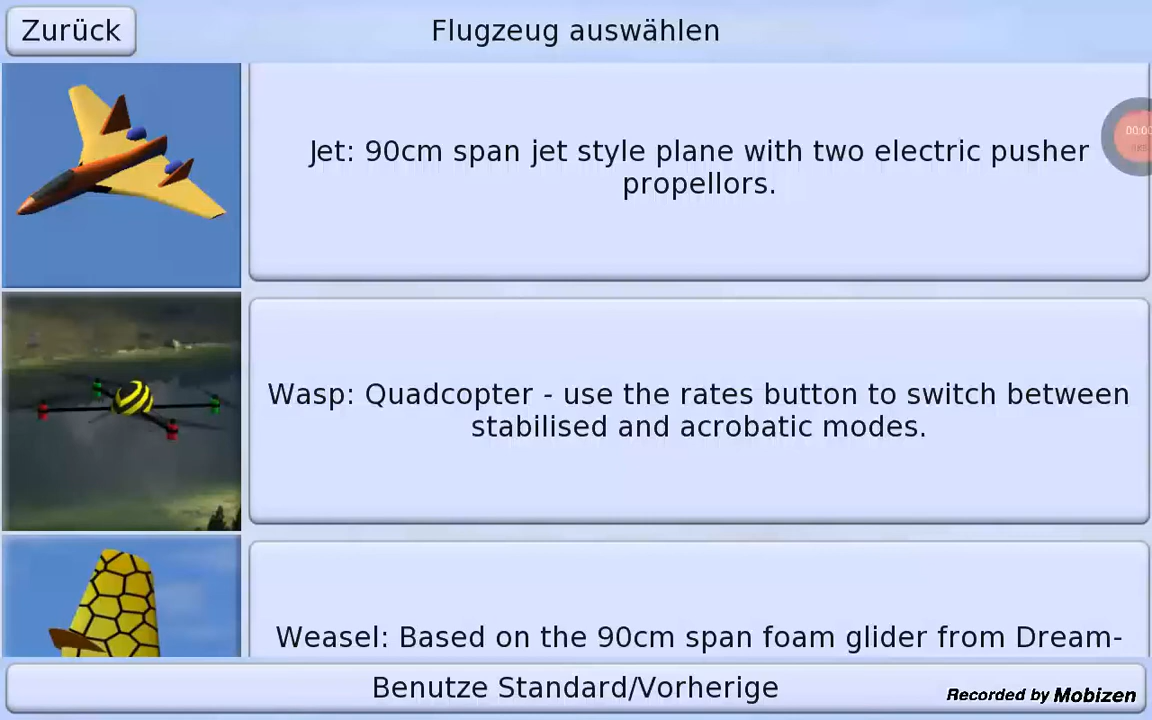 Zurück
Flugzeug auswählen
Jet: 90cm span jet style plane with two electric pusher
propellors.
Wasp: Quadcopter - use the rates button to switch between
stabilised and acrobatic modes.
Weasel: Based on the 90cm span foam glider from Dream-
Benutze Standard/Vorherige
Recorded by Mobizen